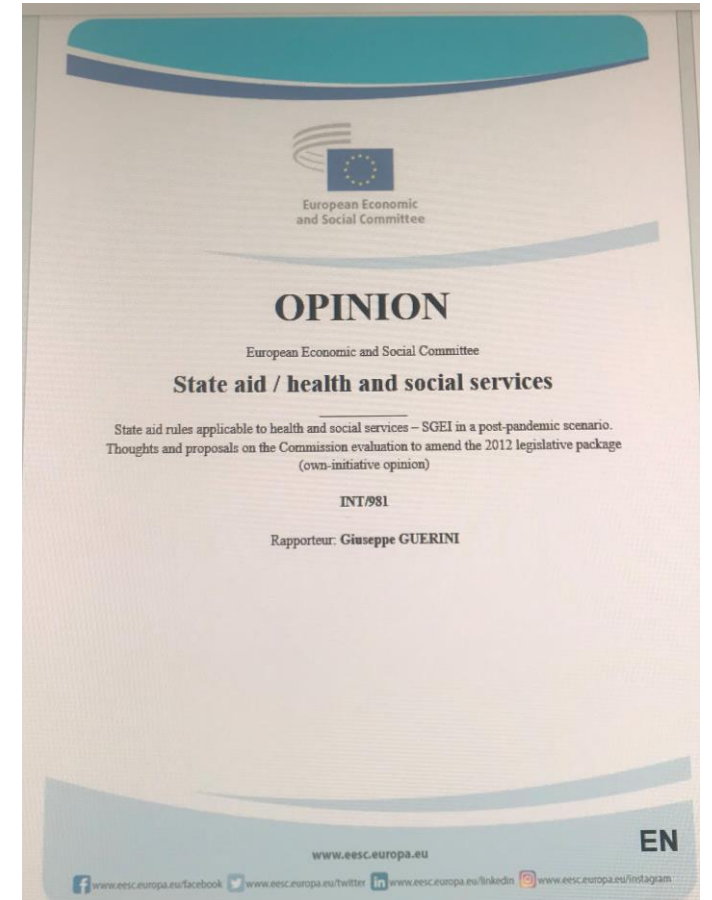 European Economic
and Social Committee
OPINION
European Economic and Social Committee
State aid / health and social services
State aid rules applicable to health and social services – SGEI in a post-pandemic scenario.
Thoughts and proposals on the Commission evaluation to amend the 2012 legislative package
(own-initiative opinion)
INT/981
Rapporteur: Giuseppe GUERINI
www.eesc.europa.eu
EN
www.eesc.europa.eu/facebook www.eesc.europa.eu/twitter in www.eesc.europa.eu/linkedin www.eesc.europa.eu/instagram